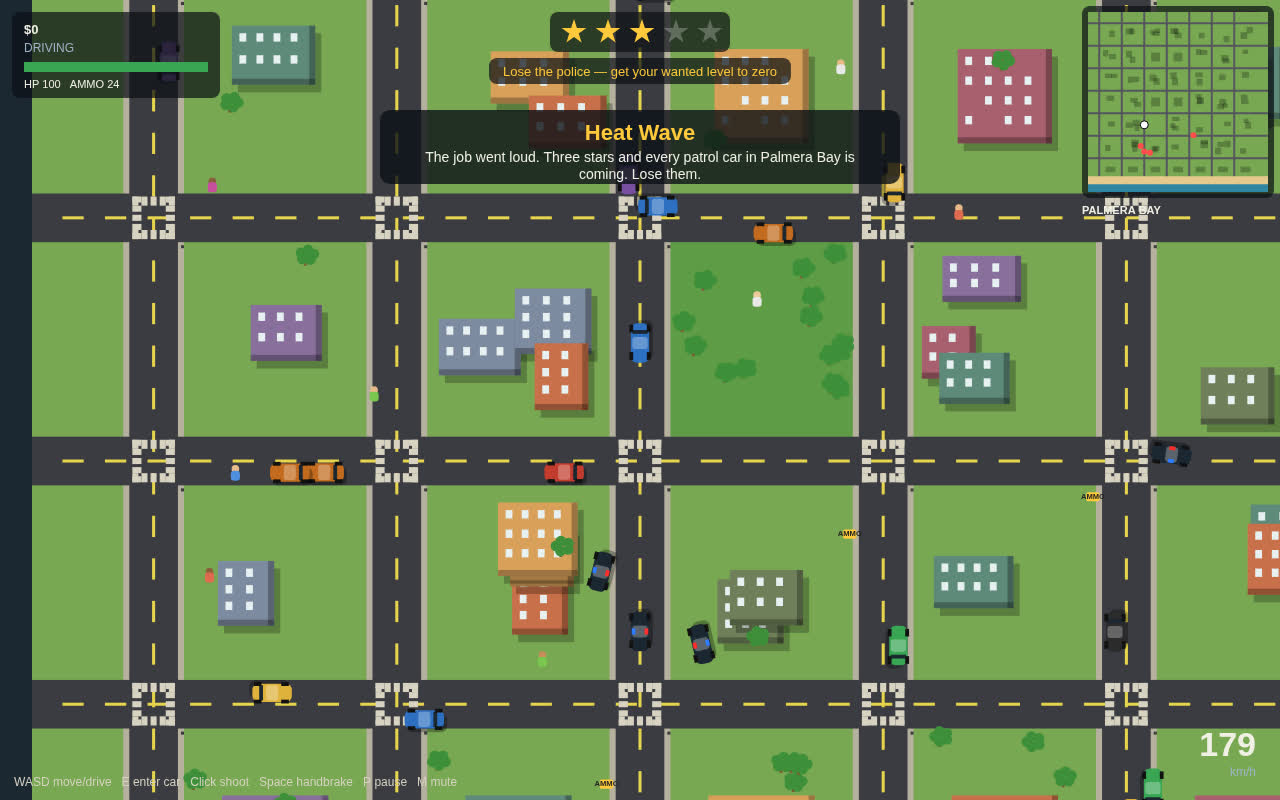 $0
DRIVING
HP 100 AMMO 24
Lose the police — get your wanted level to zero
Heat Wave
The job went loud. Three stars and every patrol car in Palmera Bay is
coming. Lose them.
PALMERA BAY
AMMO
AMMO
AMMO
179
km/h
WASD move/drive E enter car Click shoot Space handbrake P pause M mute